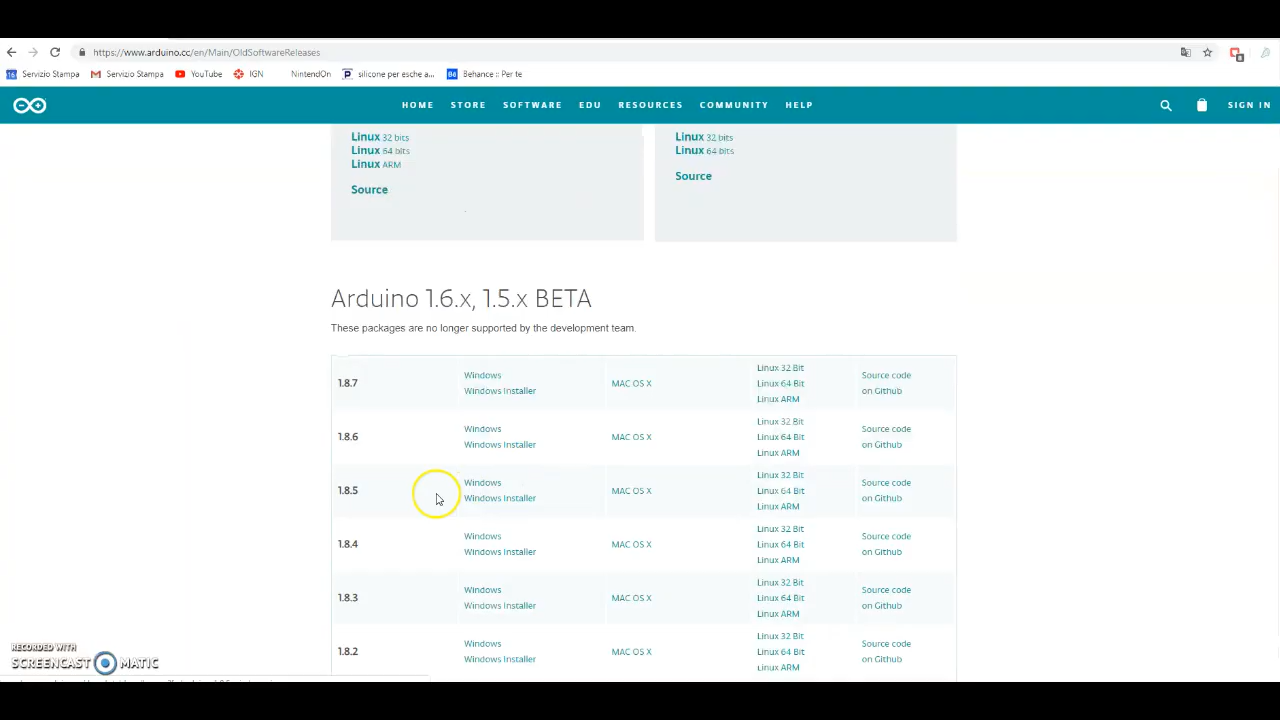 https://www.arduino.cc/en/Main/OldSoftwareReleases
16 Servizio Stampa Servizio Stampa YouTube IGN NintendOn P silicone per esche a... Bē Behance :: Per te
HOME STORE SOFTWARE EDU RESOURCES COMMUNITY HELP SIGN IN
Linux 32 bits Linux 32 bits
Linux 64 bits Linux 64 bits
Linux ARM
Source Source
Arduino 1.6.x, 1.5.x BETA
These packages are no longer supported by the development team.
1.8.7
Windows
Windows Installer
MAC OS X
Linux 32 Bit
Linux 64 Bit
Linux ARM
Source code
on Github
1.8.6
Windows
Windows Installer
MAC OS X
Linux 32 Bit
Linux 64 Bit
Linux ARM
Source code
on Github
1.8.5
Windows
Windows Installer
MAC OS X
Linux 32 Bit
Linux 64 Bit
Linux ARM
Source code
on Github
1.8.4
Windows
Windows Installer
MAC OS X
Linux 32 Bit
Linux 64 Bit
Linux ARM
Source code
on Github
1.8.3
Windows
Windows Installer
MAC OS X
Linux 32 Bit
Linux 64 Bit
Linux ARM
Source code
on Github
1.8.2
Windows
Windows Installer
MAC OS X
Linux 32 Bit
Linux 64 Bit
Linux ARM
Source code
on Github
RECORDED WITH
SCREENCAST MATIC